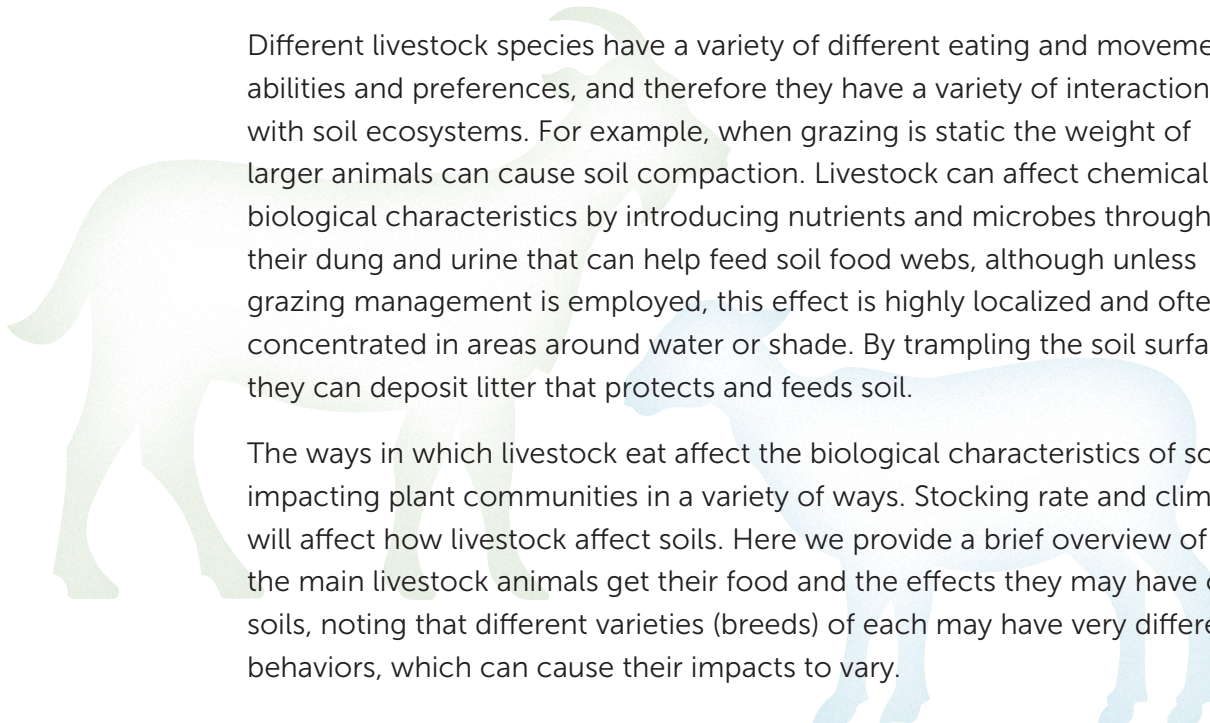 Different livestock species have a variety of different eating and moveme
abilities and preferences, and therefore they have a variety of interaction
with soil ecosystems. For example, when grazing is static the weight of
larger animals can cause soil compaction. Livestock can affect chemical
biological characteristics by introducing nutrients and microbes through
their dung and urine that can help feed soil food webs, although unless
grazing management is employed, this effect is highly localized and ofte
concentrated in areas around water or shade. By trampling the soil surfa
they can deposit litter that protects and feeds soil.
The ways in which livestock eat affect the biological characteristics of so
impacting plant communities in a variety of ways. Stocking rate and clim
will affect how livestock affect soils. Here we provide a brief overview of
the main livestock animals get their food and the effects they may have o
soils, noting that different varieties (breeds) of each may have very differe
behaviors, which can cause their impacts to vary.